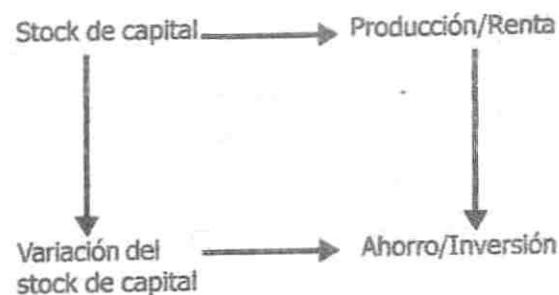 Stock de capital
Producción/Renta
Variación del
stock de capital
Ahorro/Inversión